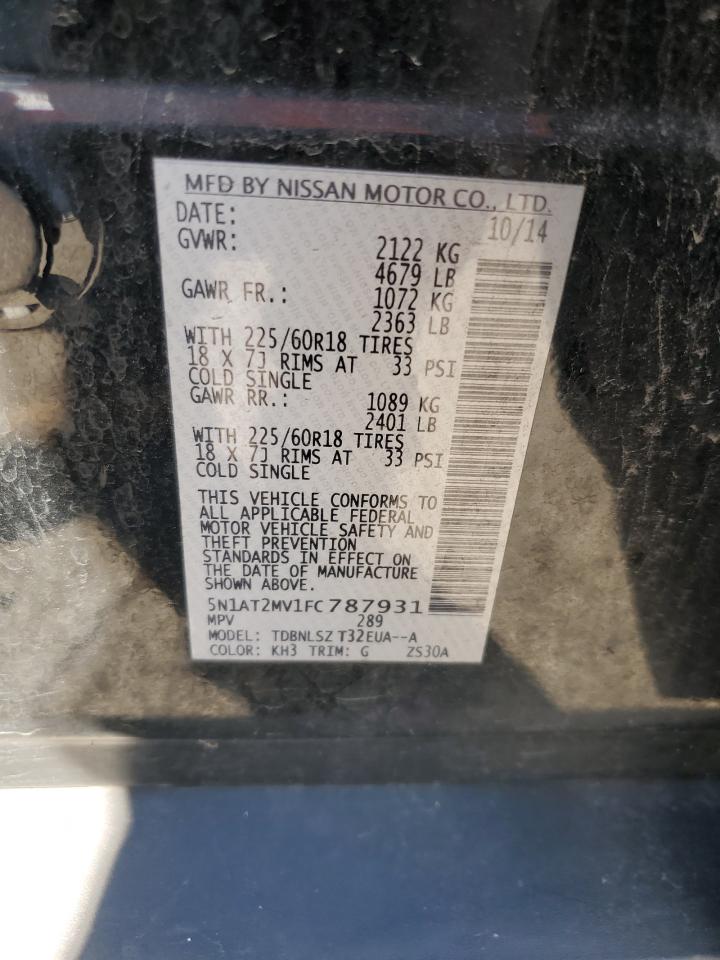 MFD BY NISSAN MOTOR CO., LTD.
DATE: 10/14
GVWR: 2122 KG
4679 LB
GAWR FR.: 1072 KG
2363 LB
WITH 225/60R18 TIRES
18 X 7J RIMS AT 33 PSI
COLD SINGLE
GAWR RR.: 1089 KG
2401 LB
WITH 225/60R18 TIRES
18 X 7J RIMS AT 33 PSI
COLD SINGLE
THIS VEHICLE CONFORMS TO
ALL APPLICABLE FEDERAL
MOTOR VEHICLE SAFETY AND
THEFT PREVENTION
STANDARDS IN EFFECT ON
THE DATE OF MANUFACTURE
SHOWN ABOVE.
5N1AT2MV1FC787931
MPV 289
MODEL: TDBNLSZ T32EUA--A
COLOR: KH3 TRIM: G ZS30A